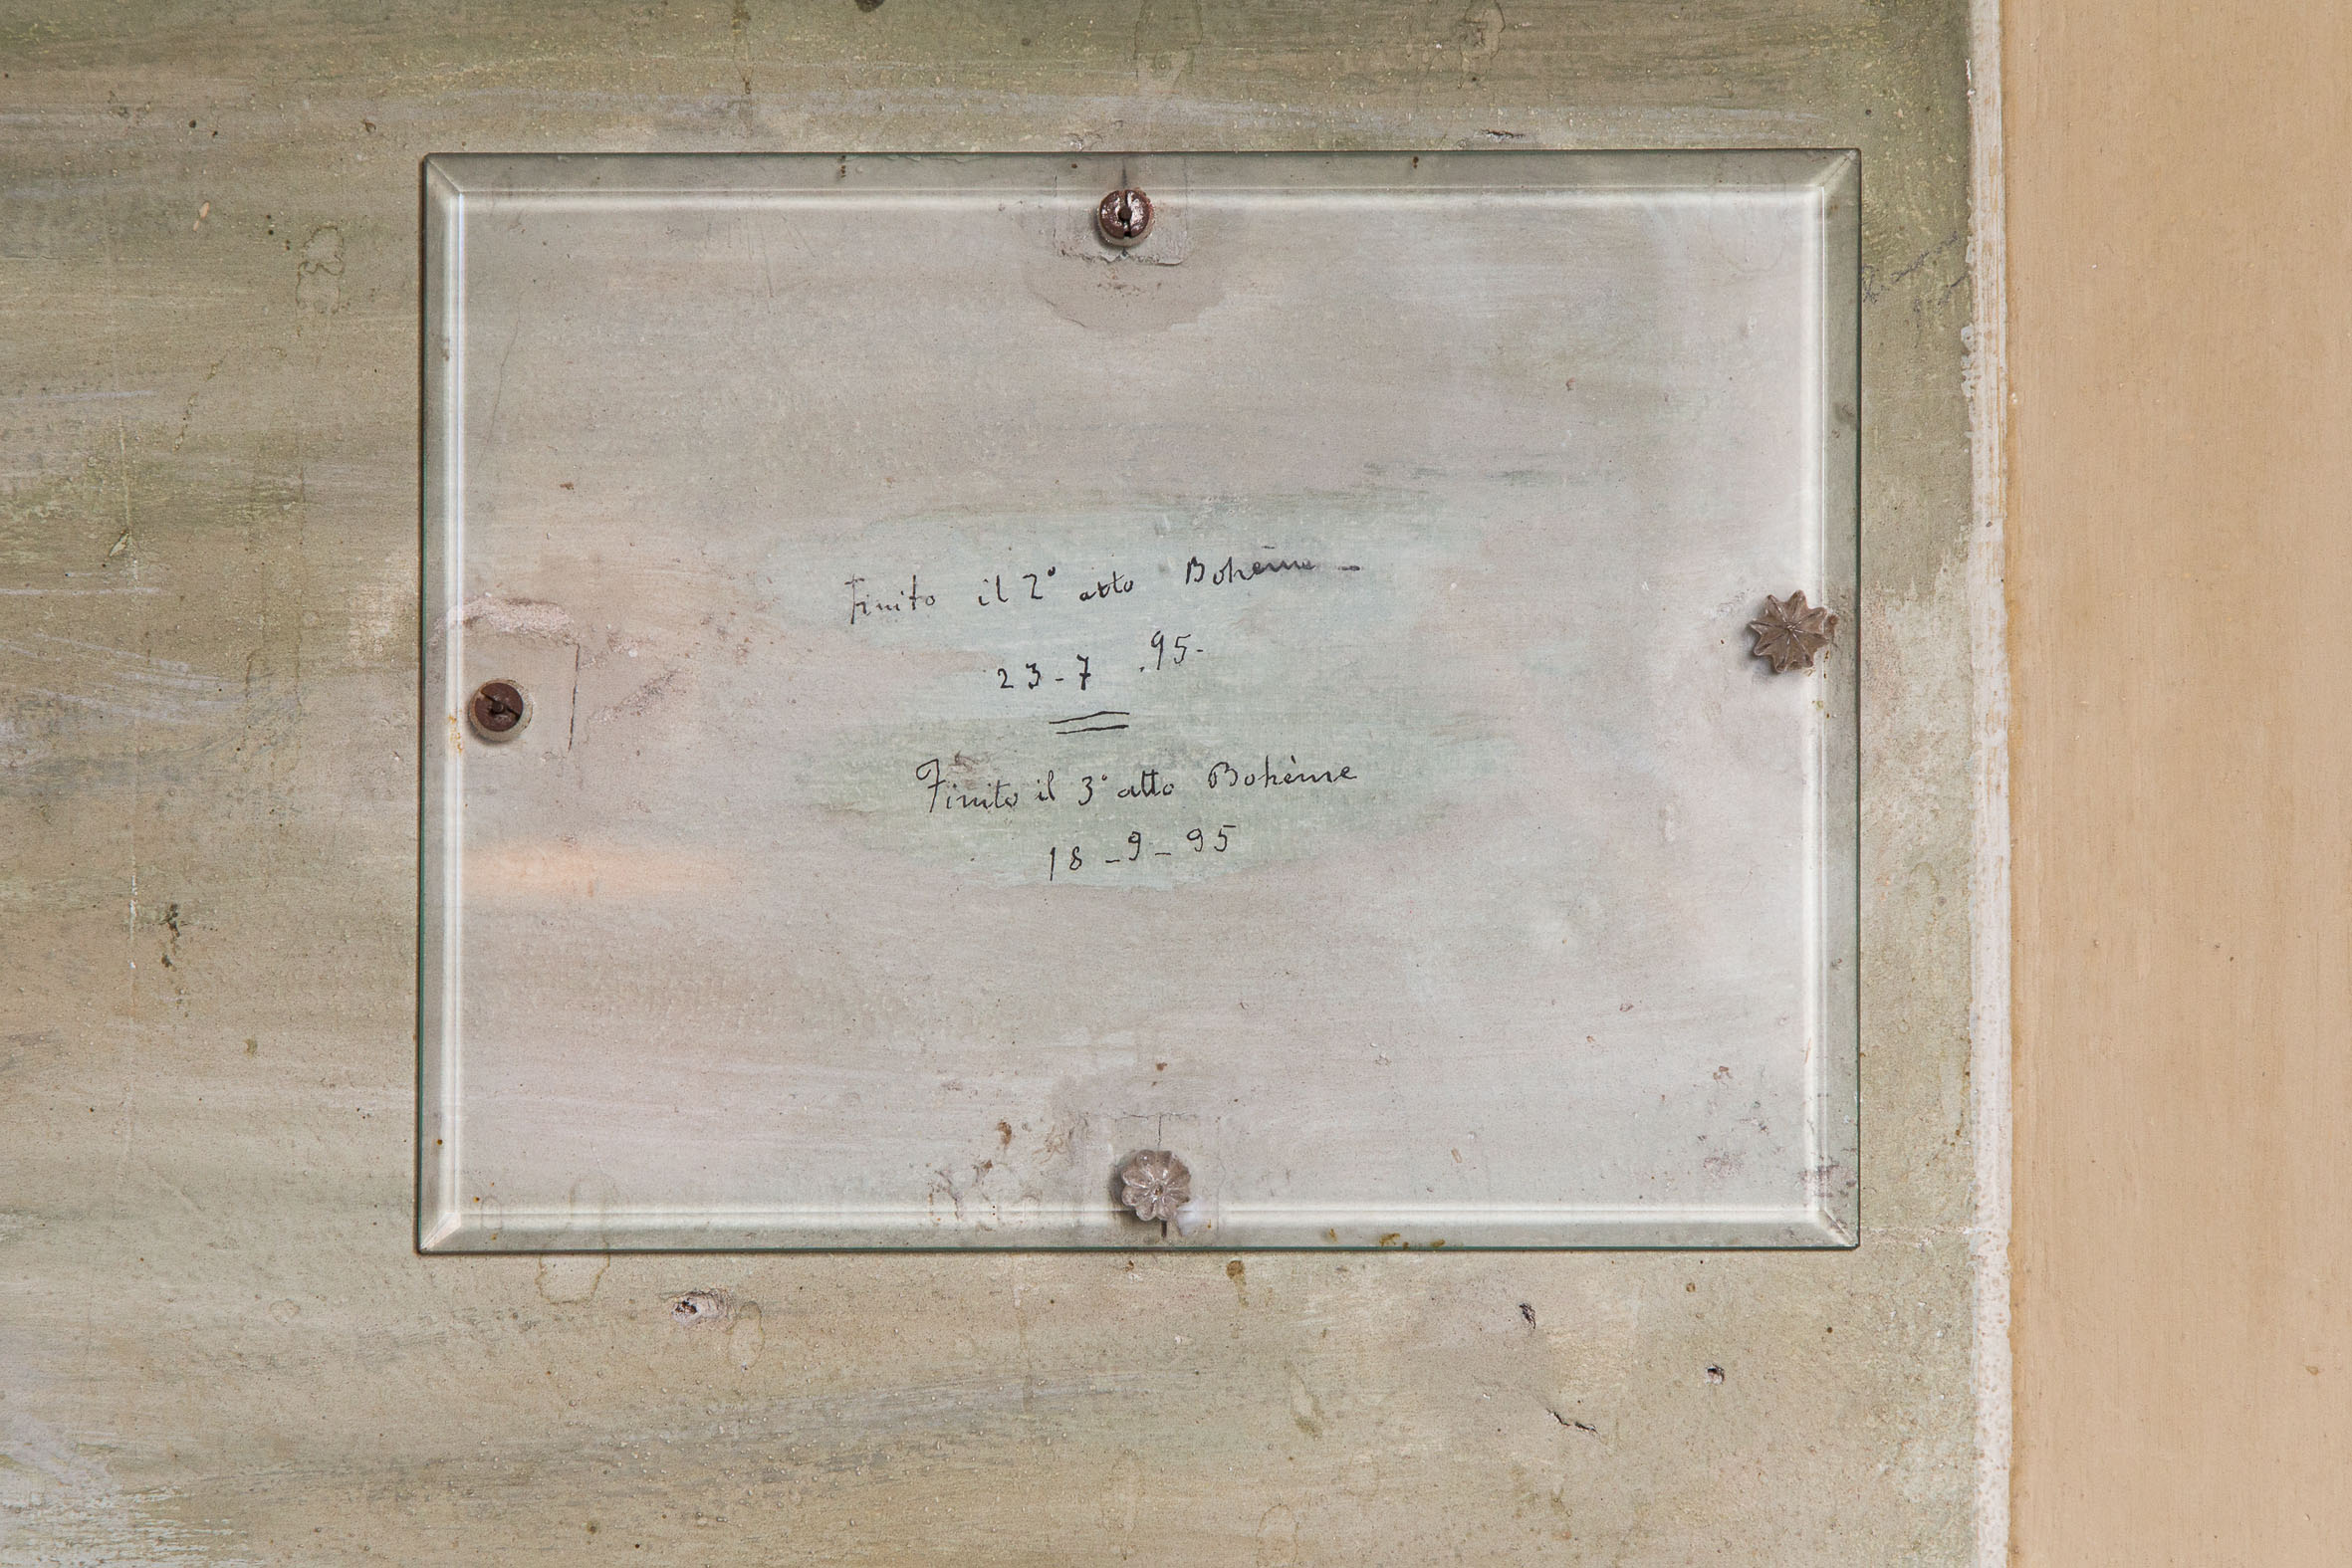 Finito il 2° atto Bohème -
23-7.95-
Finito il 3° atto Bohème
18-9-95